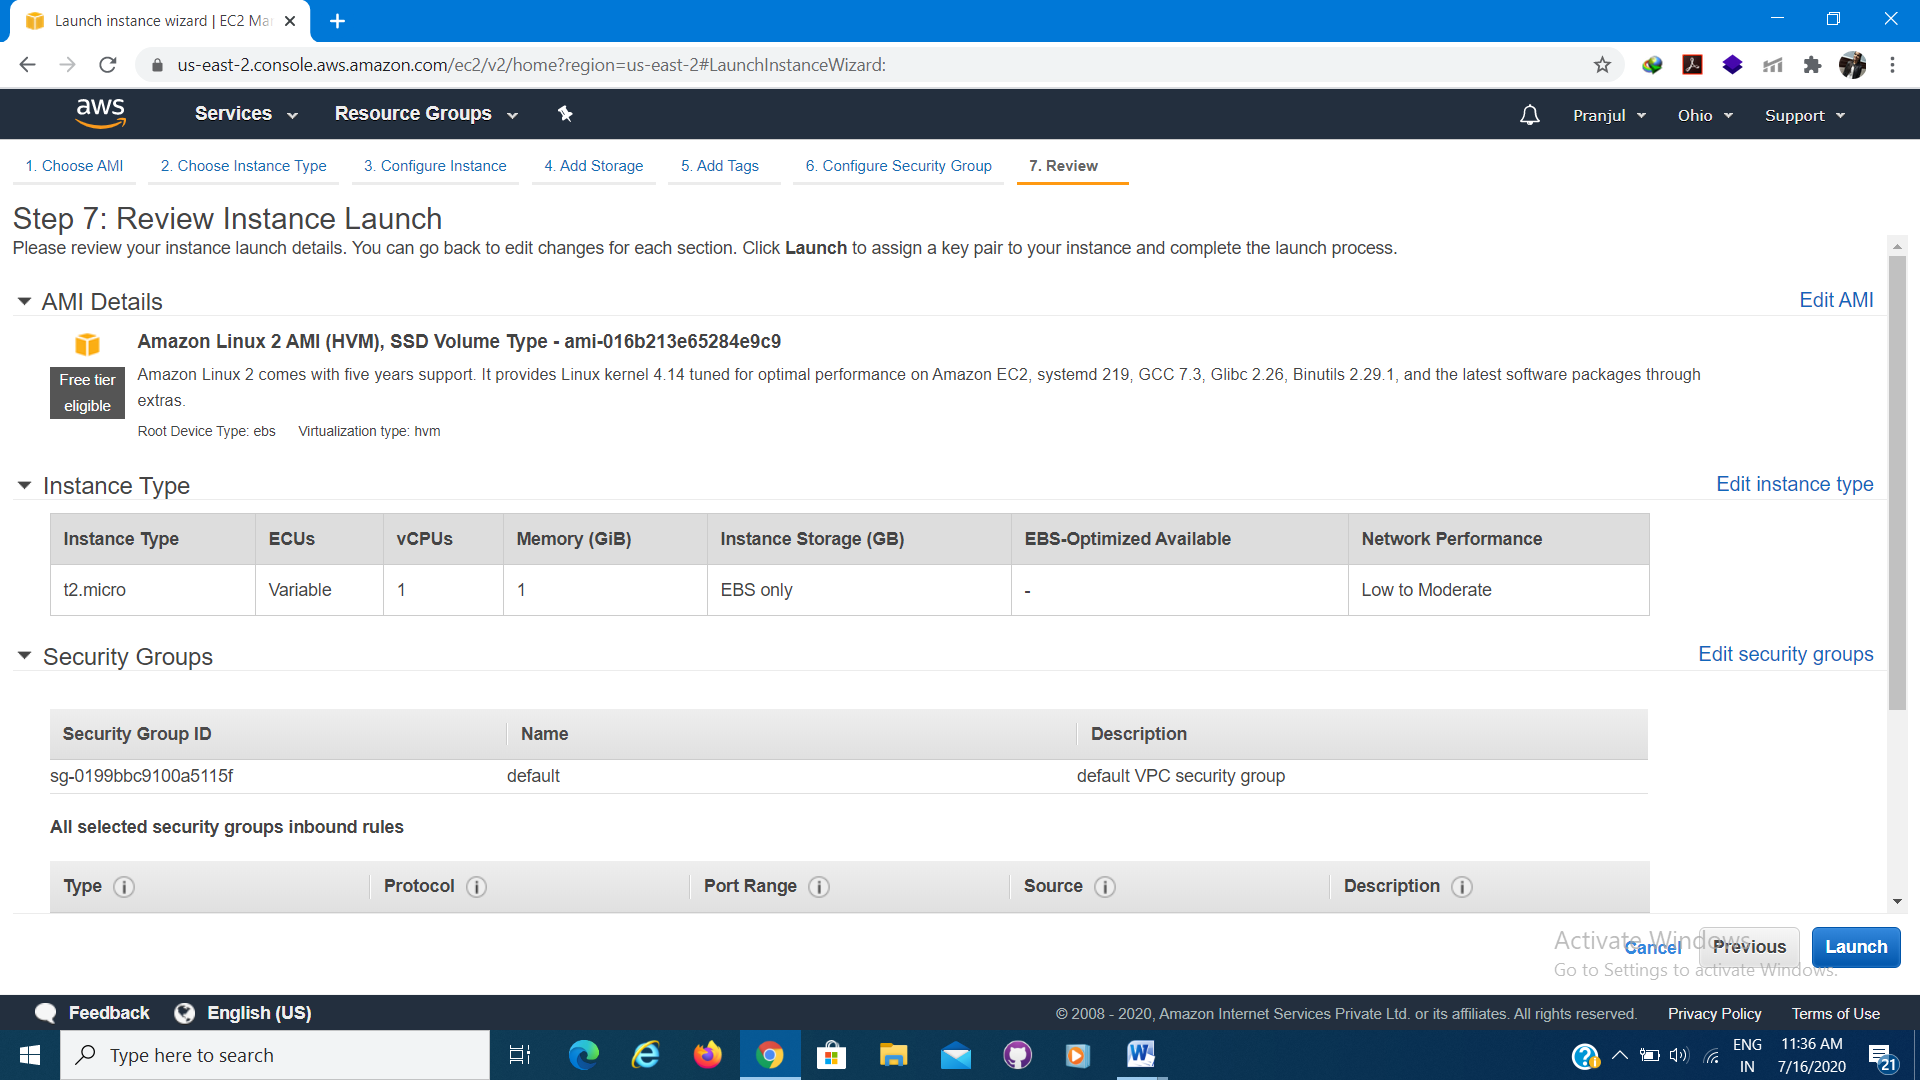 Launch instance wizard | EC2 Mar
us-east-2.console.aws.amazon.com/ec2/v2/home?region=us-east-2#LaunchInstanceWizard:
aws Services Resource Groups Pranjul Ohio Support
1. Choose AMI 2. Choose Instance Type 3. Configure Instance 4. Add Storage 5. Add Tags 6. Configure Security Group 7. Review
Step 7: Review Instance Launch
Please review your instance launch details. You can go back to edit changes for each section. Click Launch to assign a key pair to your instance and complete the launch process.
AMI Details Edit AMI
Amazon Linux 2 AMI (HVM), SSD Volume Type - ami-016b213e65284e9c9
Free tier
eligible
Amazon Linux 2 comes with five years support. It provides Linux kernel 4.14 tuned for optimal performance on Amazon EC2, systemd 219, GCC 7.3, Glibc 2.26, Binutils 2.29.1, and the latest software packages through
extras.
Root Device Type: ebs Virtualization type: hvm
Instance Type Edit instance type
Instance Type ECUs vCPUs Memory (GiB) Instance Storage (GB) EBS-Optimized Available Network Performance
t2.micro Variable 1 1 EBS only - Low to Moderate
Security Groups Edit security groups
Security Group ID Name Description
sg-0199bbc9100a5115f default default VPC security group
All selected security groups inbound rules
Type Protocol Port Range Source Description
Activate Windows
Go to Settings to activate Windows.
Cancel Previous Launch
Feedback English (US) © 2008 - 2020, Amazon Internet Services Private Ltd. or its affiliates. All rights reserved. Privacy Policy Terms of Use
Type here to search
ENG
IN
11:36 AM
7/16/2020
21